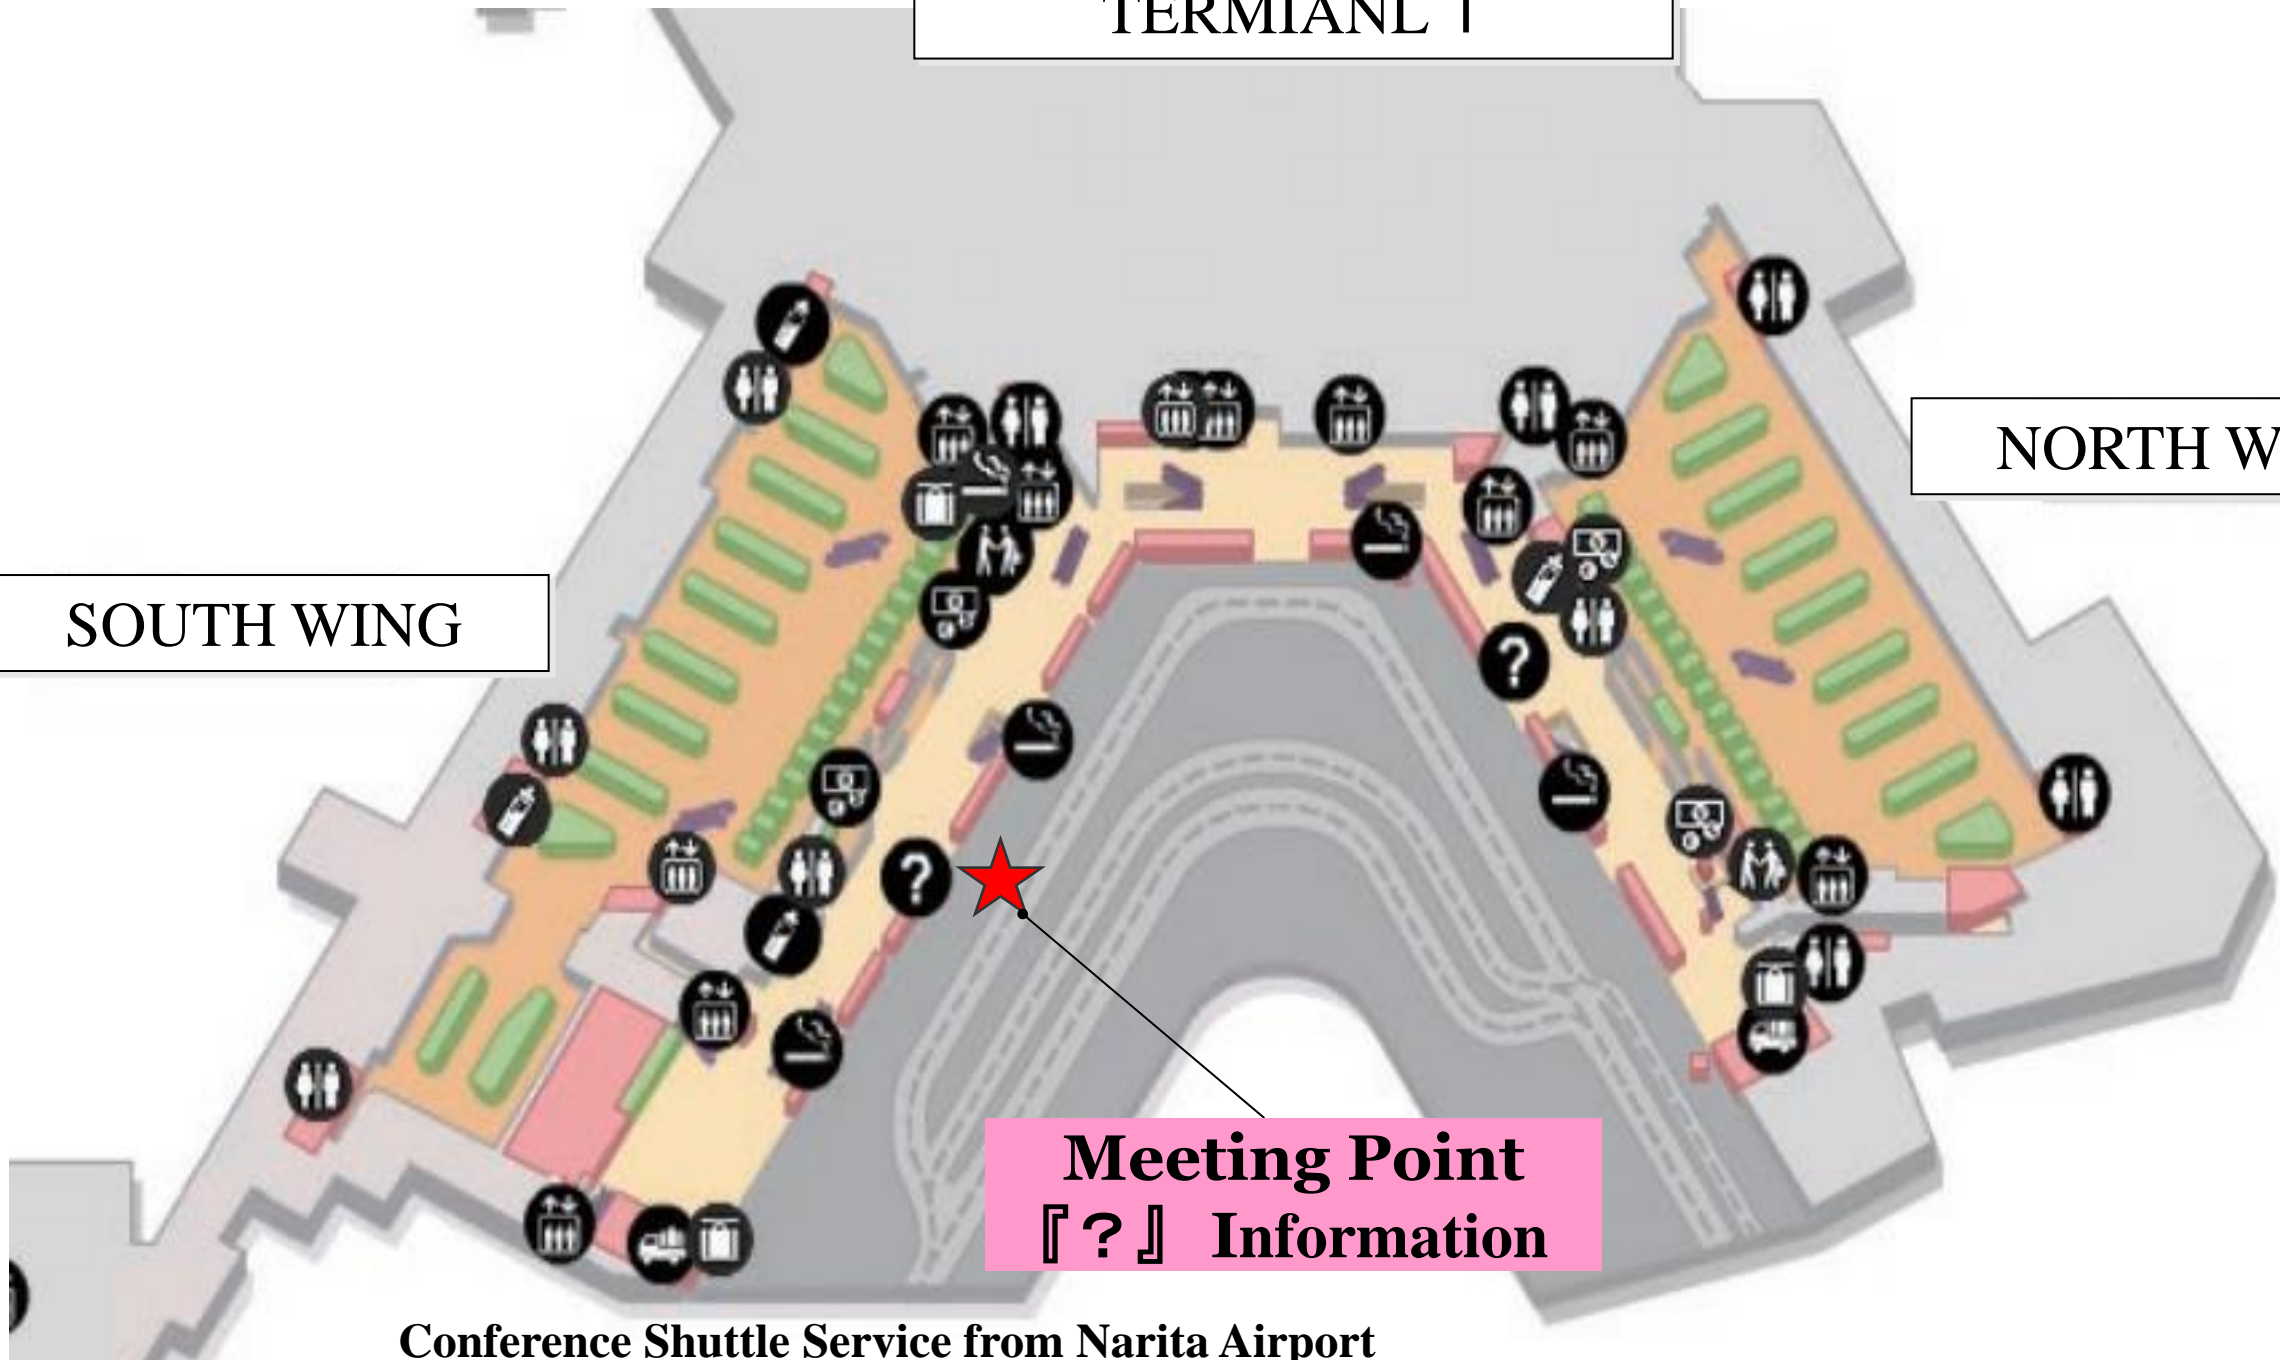 TERMIANL 1
NORTH W
SOUTH WING
Meeting Point
『？』 Information
Conference Shuttle Service from Narita Airport